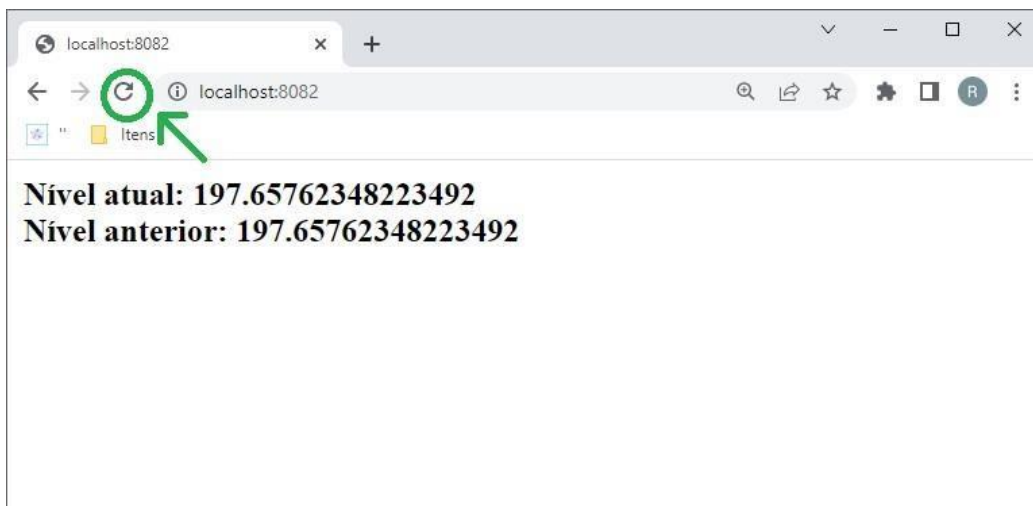 localhost:8082
localhost:8082
R
" Itens
Nível atual: 197.65762348223492
Nível anterior: 197.65762348223492